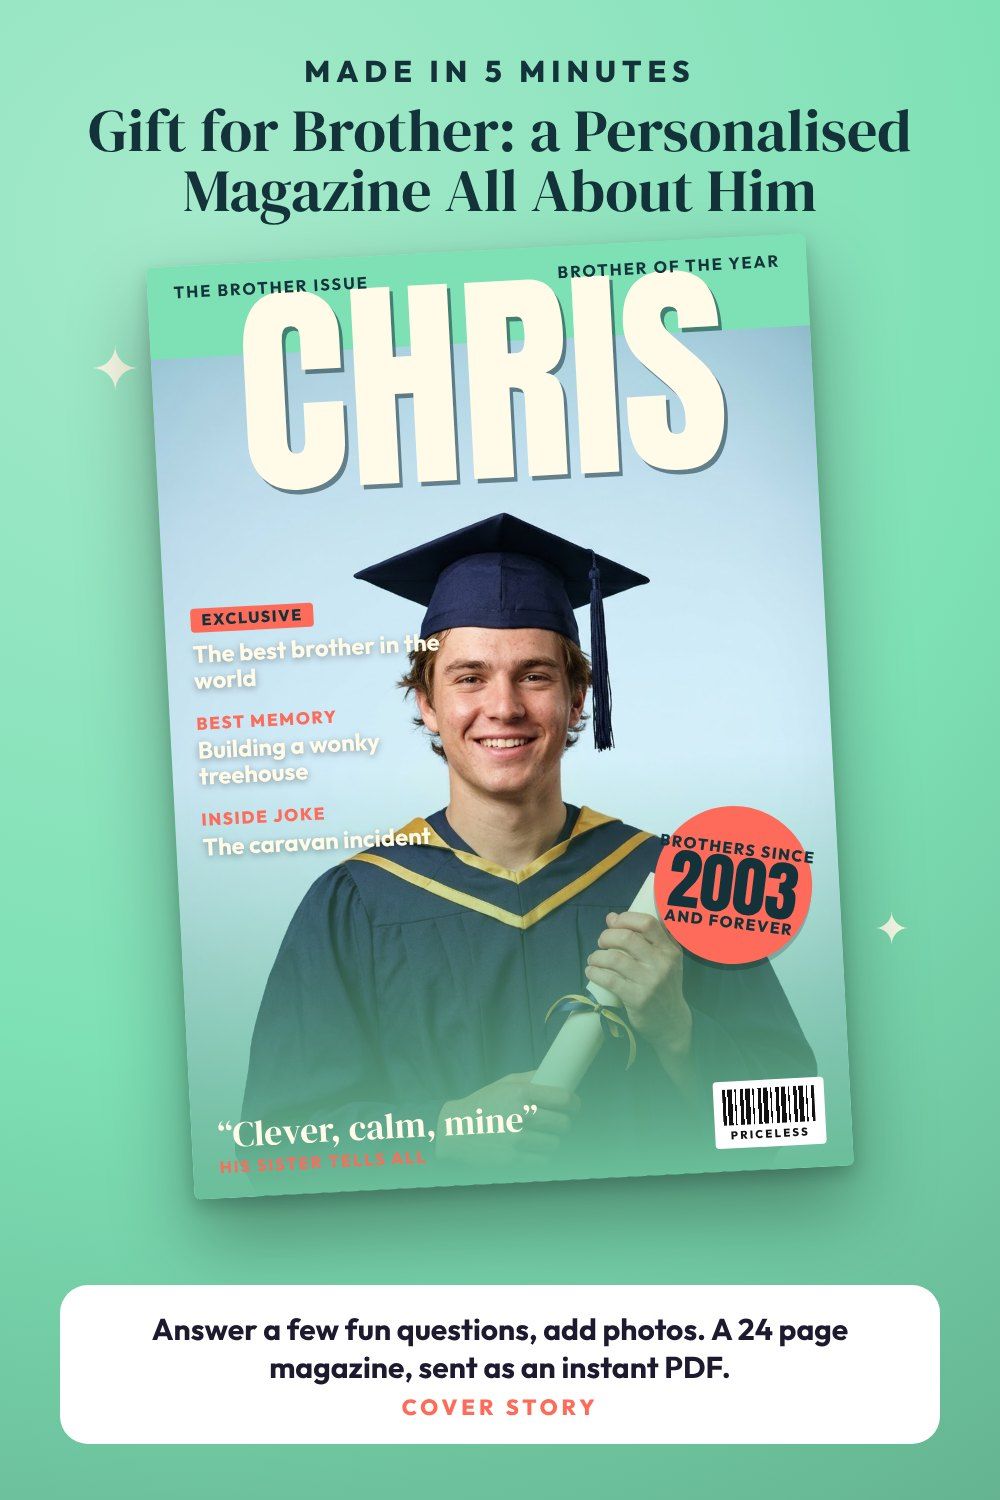 MADE IN 5 MINUTES
Gift for Brother: a Personalised
Magazine All About Him
THE BROTHER ISSUE
BROTHER OF THE YEAR
CHRIS
EXCLUSIVE
The best brother in the
world
BEST MEMORY
Building a wonky
treehouse
INSIDE JOKE
The caravan incident
BROTHERS SINCE
2003
AND FOREVER
“Clever, calm, mine”
HIS SISTER TELLS ALL
PRICELESS
Answer a few fun questions, add photos. A 24 page
magazine, sent as an instant PDF.
COVER STORY